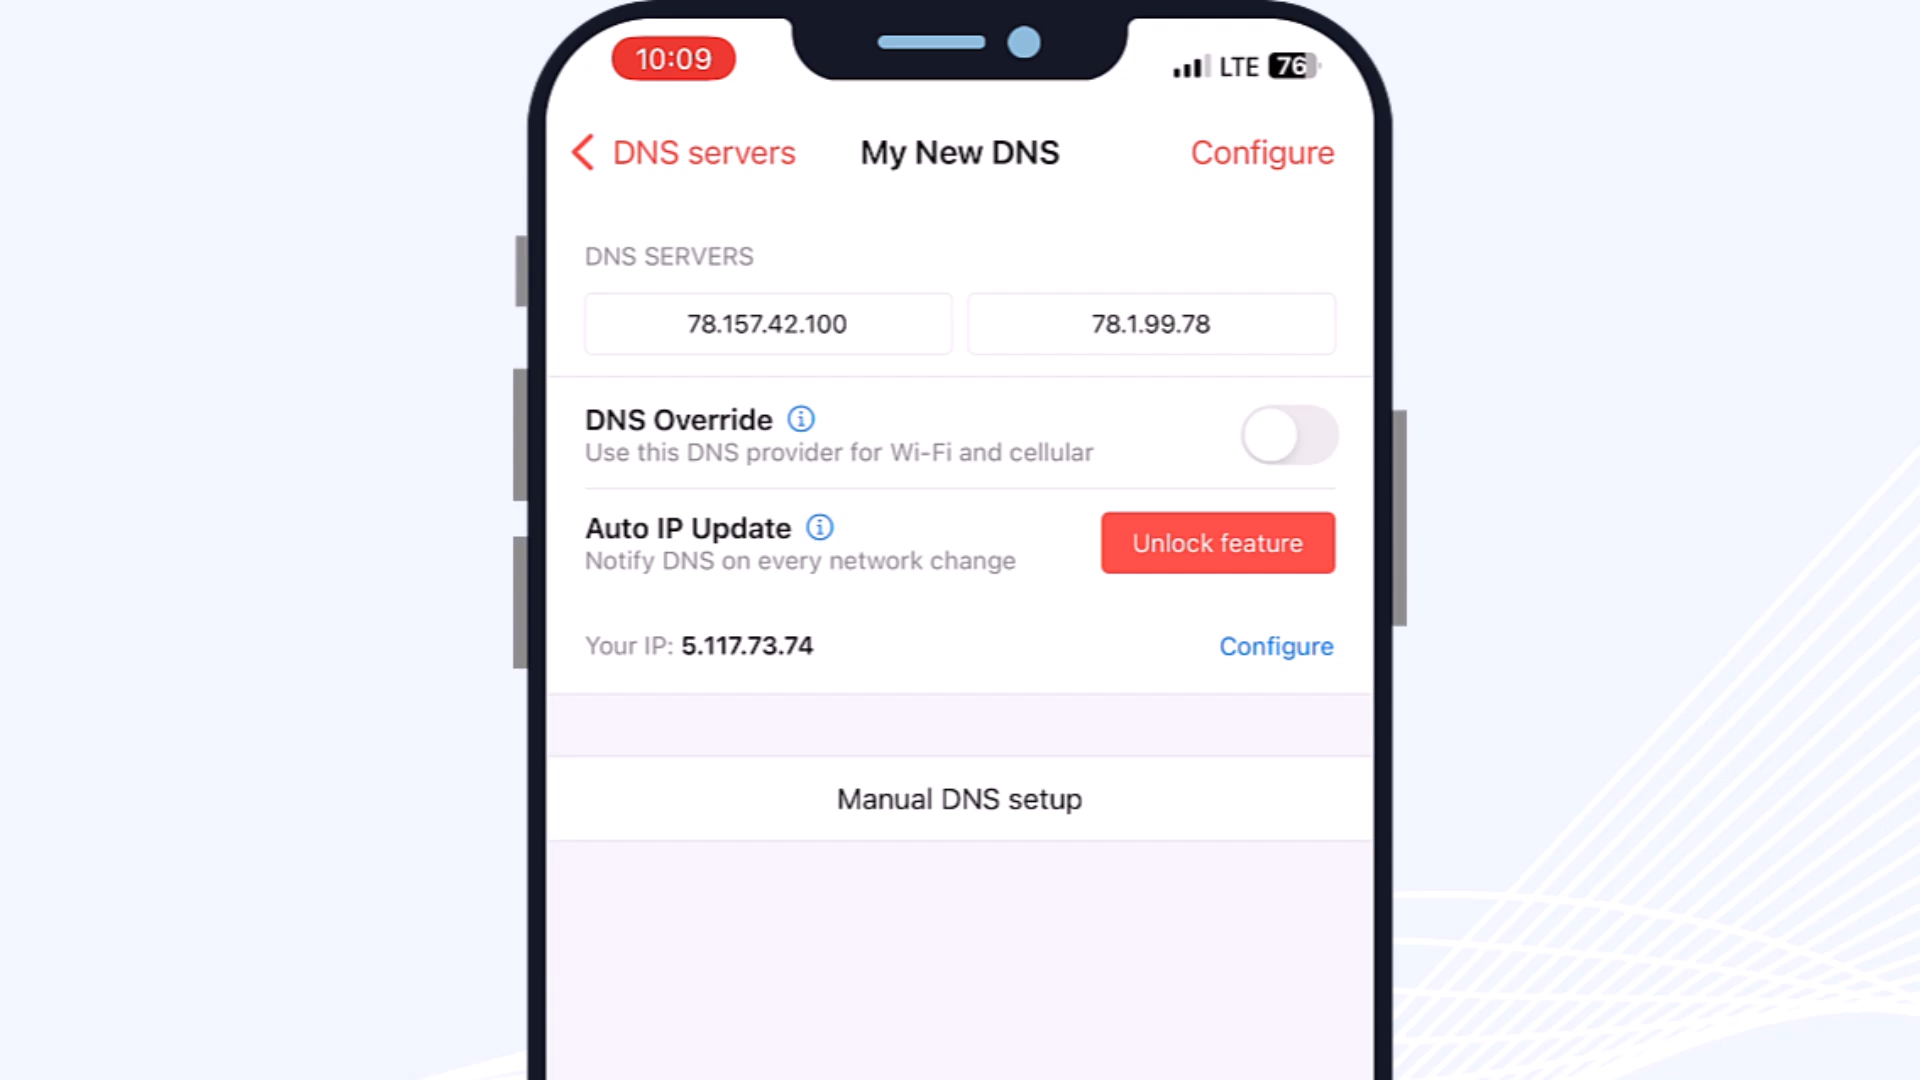 10:09
LTE 76
DNS servers
My New DNS
Configure
DNS SERVERS
78.157.42.100
78.1.99.78
DNS Override
Use this DNS provider for Wi-Fi and cellular
Auto IP Update
Notify DNS on every network change
Unlock feature
Your IP: 5.117.73.74
Configure
Manual DNS setup